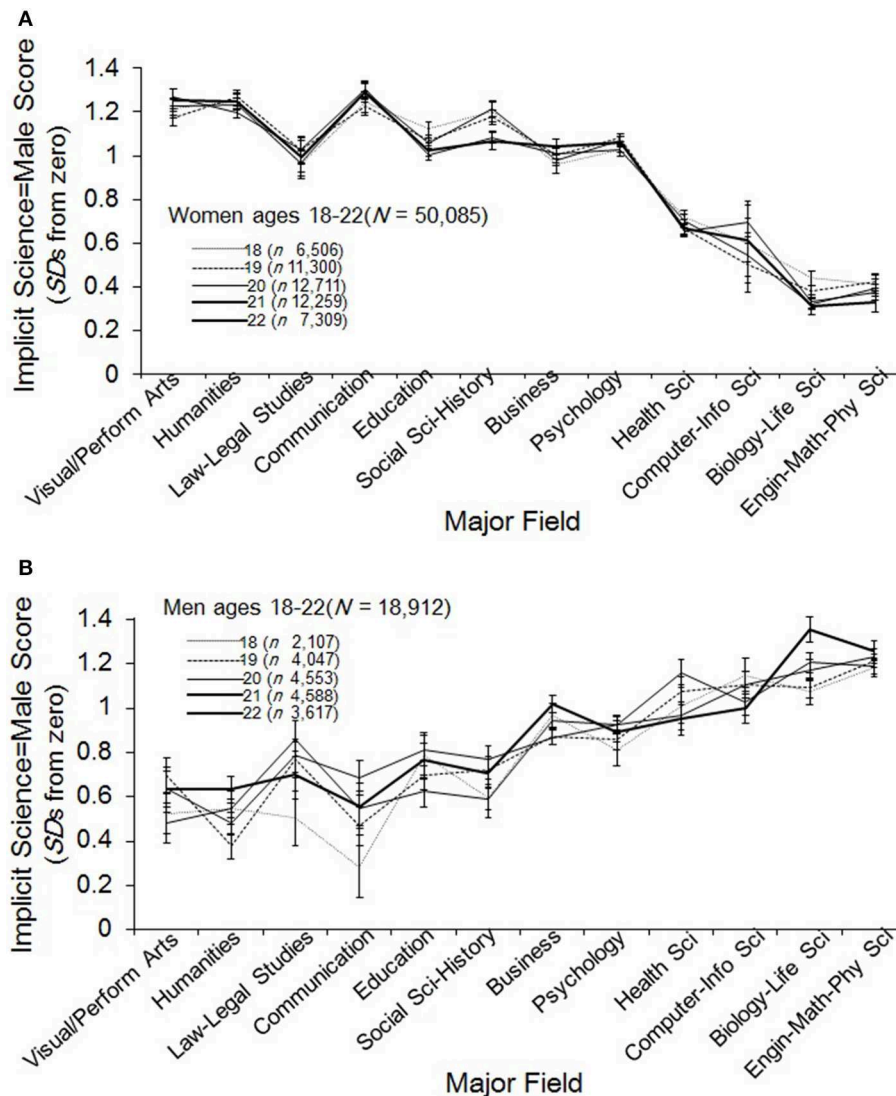 A
Implicit Science=Male Score
(SDs from zero)
1.4
1.2
1
0.8
0.6
0.4
0.2
0
Women ages 18-22(N = 50,085)
18 (n 6,506)
19 (n 11,300)
20 (n 12,711)
21 (n 12,259)
22 (n 7,309)
Visual/Perform Arts
Humanities
Law-Legal Studies
Communication
Education
Social Sci-History
Business
Psychology
Health Sci
Computer-Info Sci
Biology-Life Sci
Engin-Math-Phy Sci
Major Field
B
Implicit Science=Male Score
(SDs from zero)
1.4
1.2
1
0.8
0.6
0.4
0.2
0
Men ages 18-22(N = 18,912)
18 (n 2,107)
19 (n 4,047)
20 (n 4,553)
21 (n 4,588)
22 (n 3,617)
Visual/Perform Arts
Humanities
Law-Legal Studies
Communication
Education
Social Sci-History
Business
Psychology
Health Sci
Computer-Info Sci
Biology-Life Sci
Engin-Math-Phy Sci
Major Field